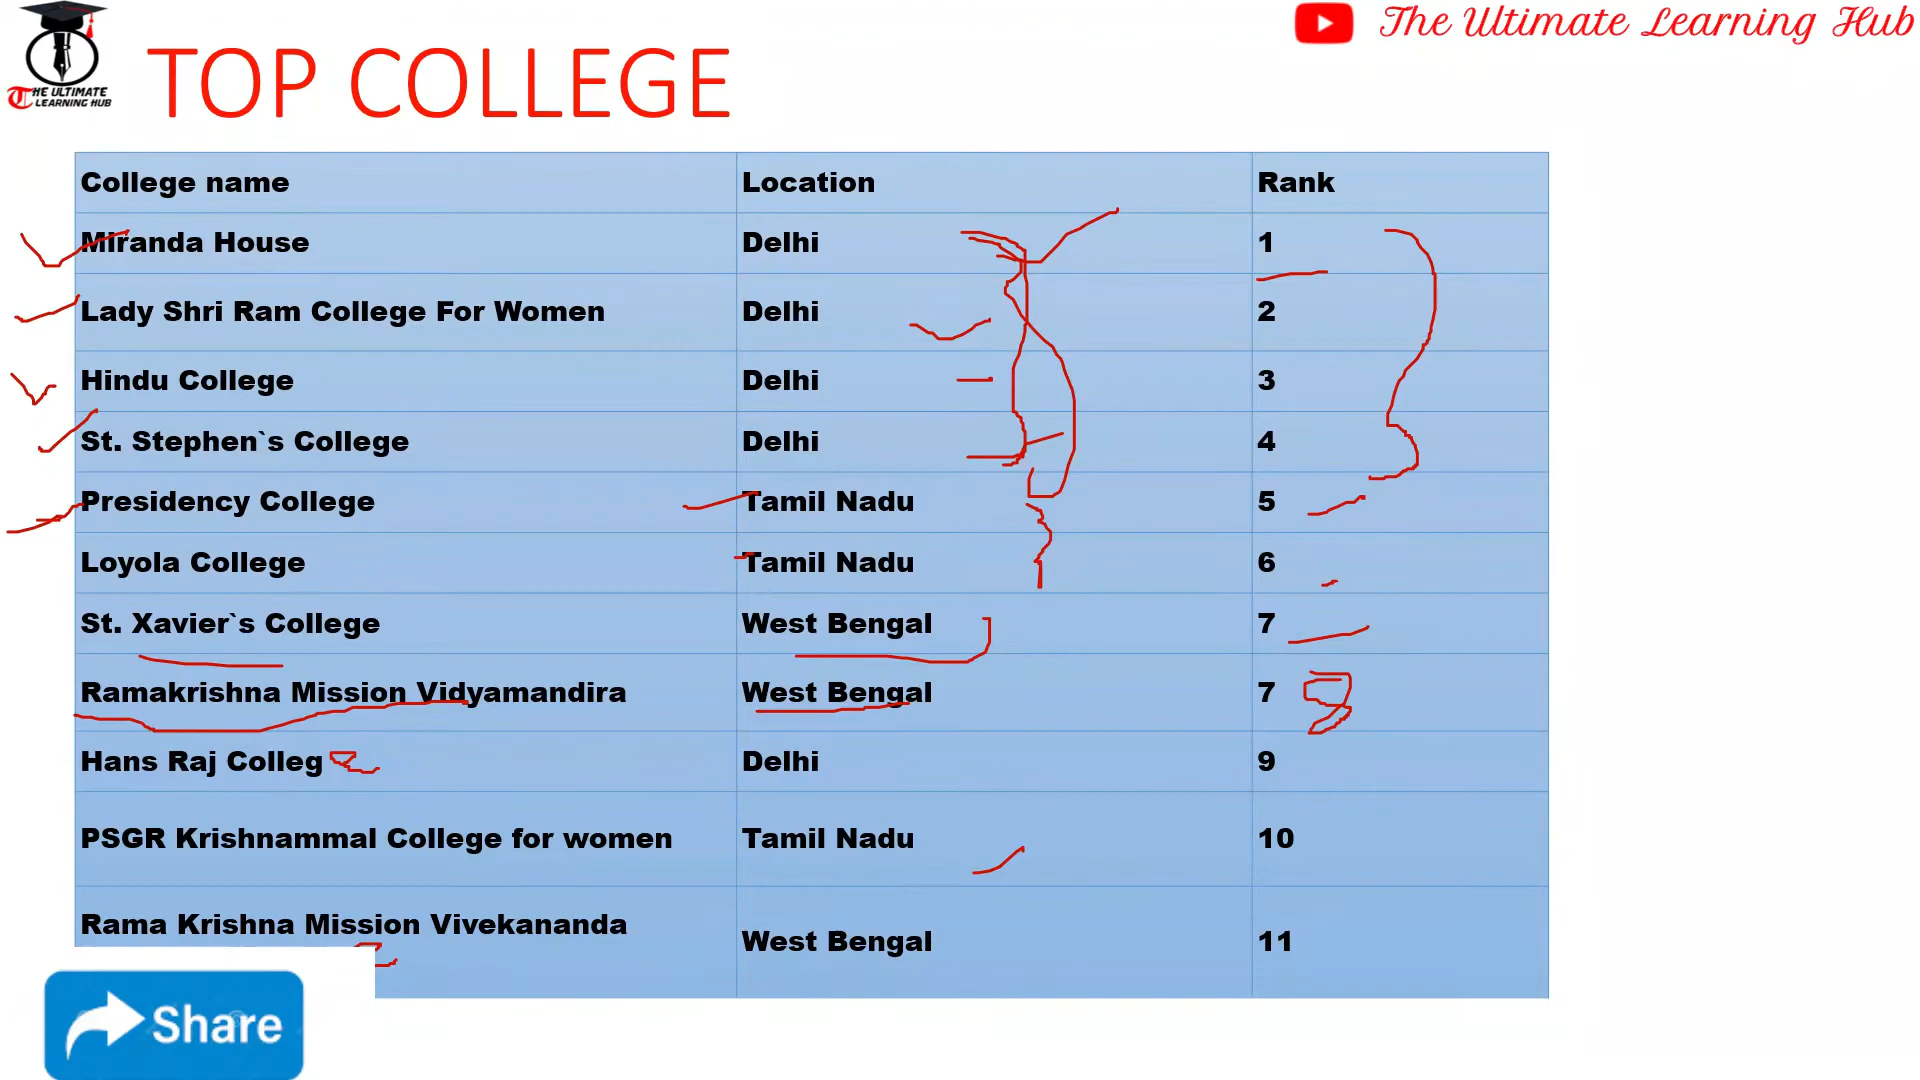 The Ultimate Learning Hub
THE ULTIMATE
LEARNING HUB
TOP COLLEGE
College name Location Rank
Miranda House Delhi 1
Lady Shri Ram College For Women Delhi 2
Hindu College Delhi 3
St. Stephen`s College Delhi 4
Presidency College Tamil Nadu 5
Loyola College Tamil Nadu 6
St. Xavier`s College West Bengal 7
Ramakrishna Mission Vidyamandira West Bengal 7
Hans Raj Colleg Delhi 9
PSGR Krishnammal College for women Tamil Nadu 10
Rama Krishna Mission Vivekananda West Bengal 11
Share